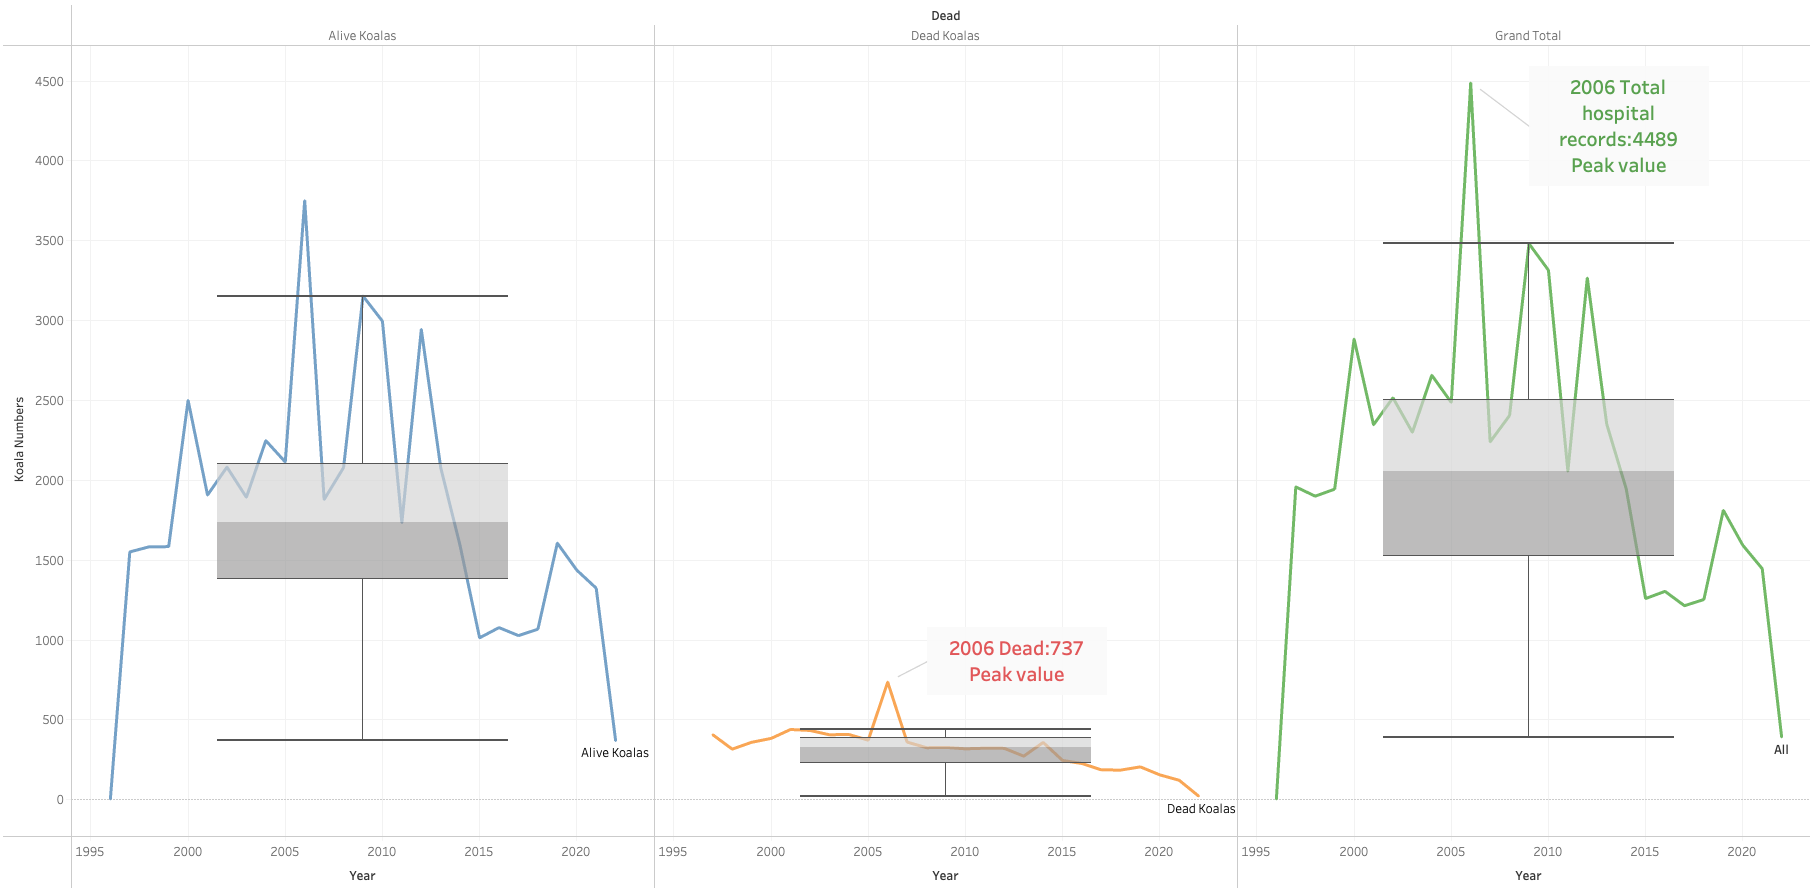 Dead
Alive Koalas
Dead Koalas
Grand Total
Koala Numbers
4500
4000
3500
3000
2500
2000
1500
1000
500
0
2006 Total
hospital
records:4489
Peak value
2006 Dead:737
Peak value
Alive Koalas
Dead Koalas
All
1995 2000 2005 2010 2015 2020
1995 2000 2005 2010 2015 2020
1995 2000 2005 2010 2015 2020
Year
Year
Year